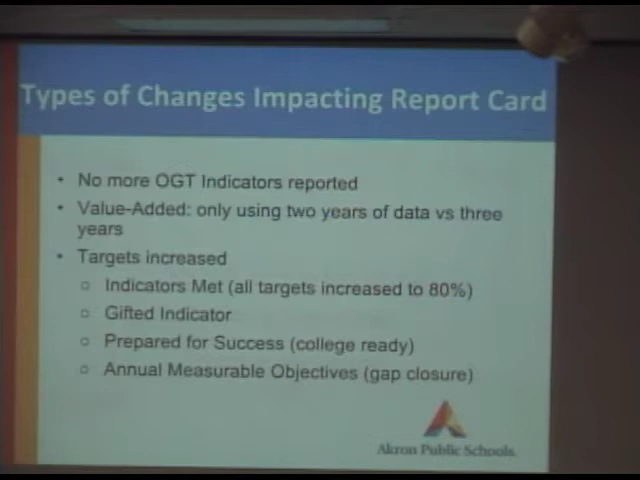 Types of Changes Impacting Report Card
• No more OGT Indicators reported
• Value-Added: only using two years of data vs three
years
• Targets increased
○ Indicators Met (all targets increased to 80%)
○ Gifted Indicator
○ Prepared for Success (college ready)
○ Annual Measurable Objectives (gap closure)
Akron Public Schools